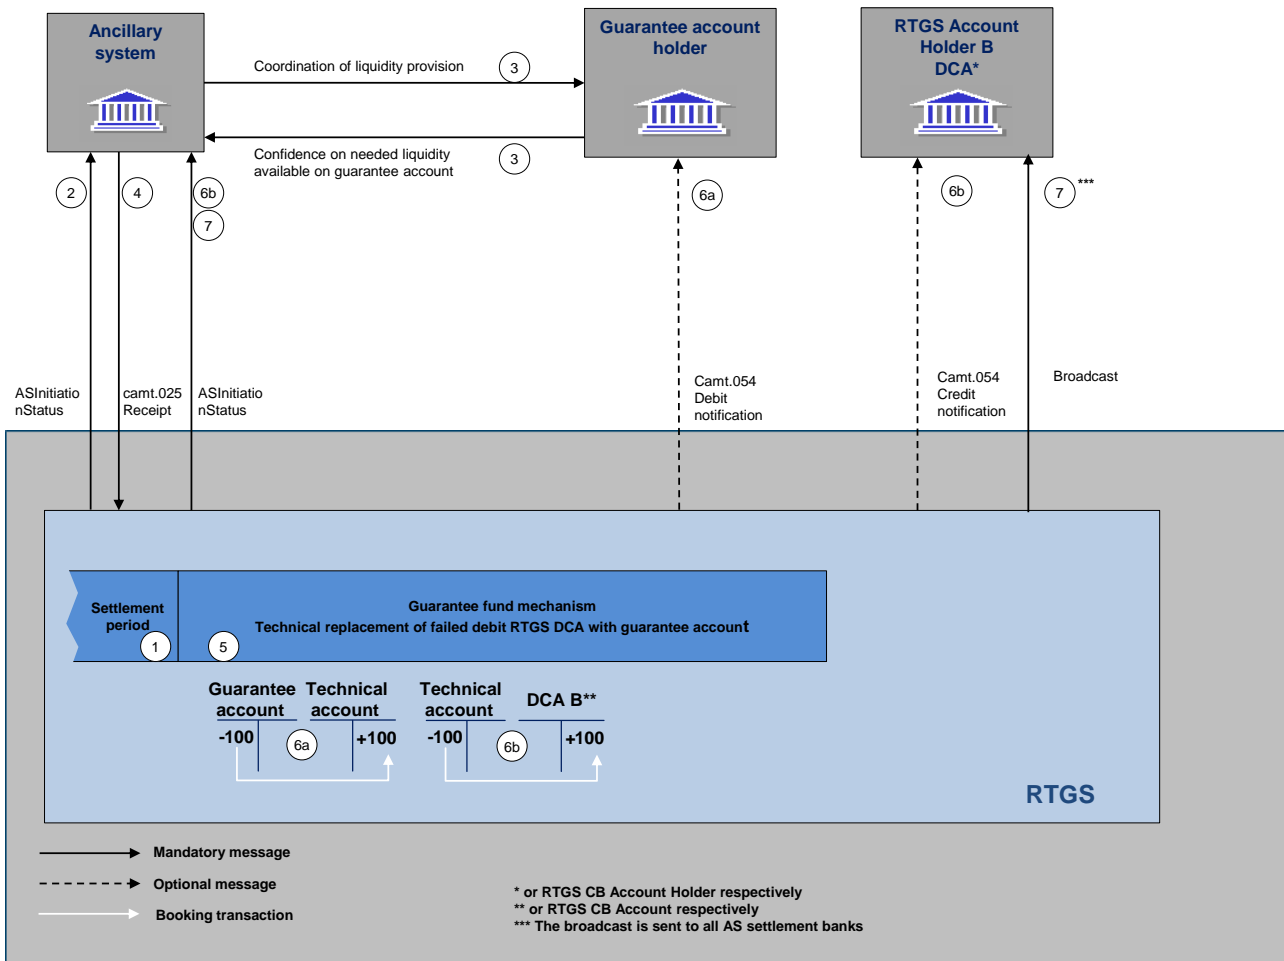 Ancillary
system
Guarantee account
holder
RTGS Account
Holder B
DCA*
Coordination of liquidity provision
3
Confidence on needed liquidity
available on guarantee account
3
2
4
6b
7
6a
6b
7
***
ASInitiatio
nStatus
camt.025
Receipt
ASInitiatio
nStatus
Camt.054
Debit
notification
Camt.054
Credit
notification
Broadcast
Settlement
period
1
5
Guarantee fund mechanism
Technical replacement of failed debit RTGS DCA with guarantee account
Guarantee
account
Technical
account
Technical
account
DCA B**
-100
6a
+100
-100
6b
+100
RTGS
Mandatory message
Optional message
Booking transaction
* or RTGS CB Account Holder respectively
** or RTGS CB Account respectively
*** The broadcast is sent to all AS settlement banks